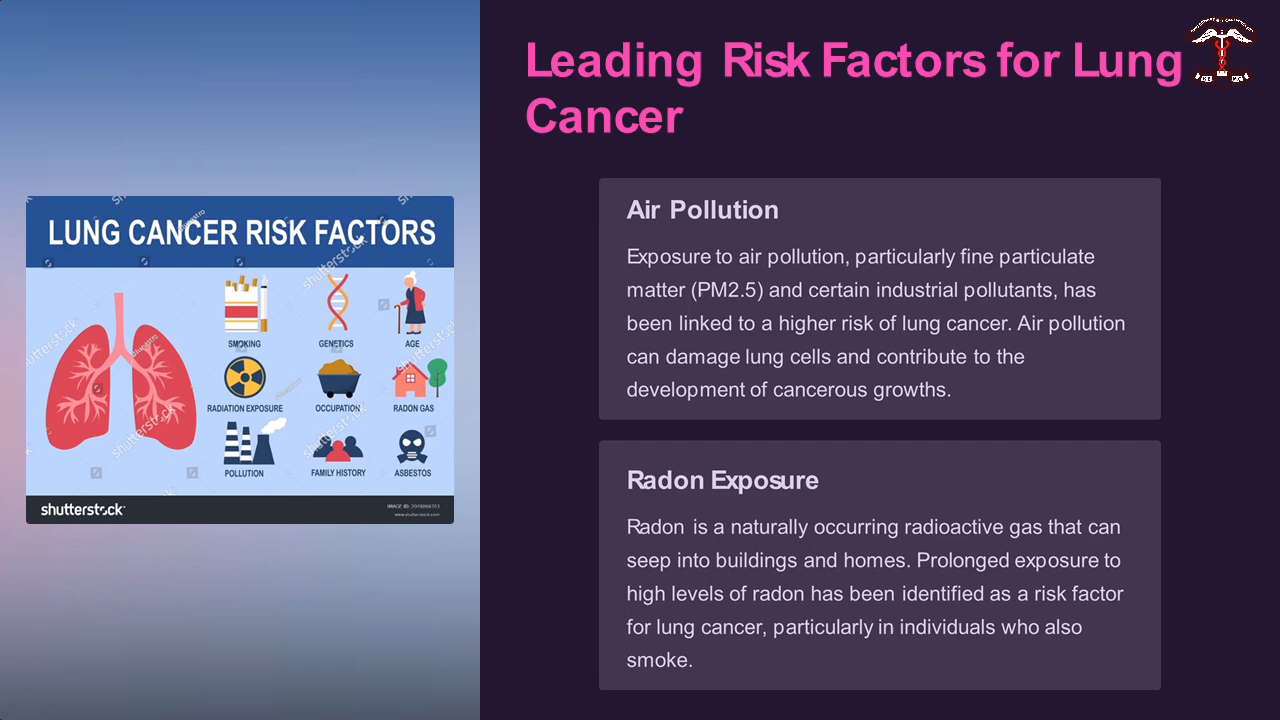 Leading Risk Factors for Lung
Cancer
LUNG CANCER RISK FACTORS
SMOKING
GENETICS
AGE
RADIATION EXPOSURE
OCCUPATION
RADON GAS
POLLUTION
FAMILY HISTORY
ASBESTOS
shutterstock
www.shutterstock.com
Air Pollution
Exposure to air pollution, particularly fine particulate
matter (PM2.5) and certain industrial pollutants, has
been linked to a higher risk of lung cancer. Air pollution
can damage lung cells and contribute to the
development of cancerous growths.
Radon Exposure
Radon is a naturally occurring radioactive gas that can
seep into buildings and homes. Prolonged exposure to
high levels of radon has been identified as a risk factor
for lung cancer, particularly in individuals who also
smoke.